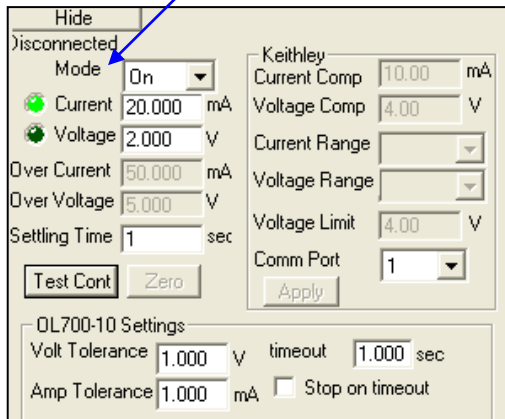 Hide
Disconnected
Mode On
Current 20.000 mA
Voltage 2.000 V
Over Current 50.000 mA
Over Voltage 5.000 V
Settling Time 1 sec
Test Cont Zero
Keithley
Current Comp 10.00 mA
Voltage Comp 4.00 V
Current Range
Voltage Range
Voltage Limit 4.00 V
Comm Port 1
Apply
OL700-10 Settings
Volt Tolerance 1.000 V timeout 1.000 sec
Amp Tolerance 1.000 mA Stop on timeout